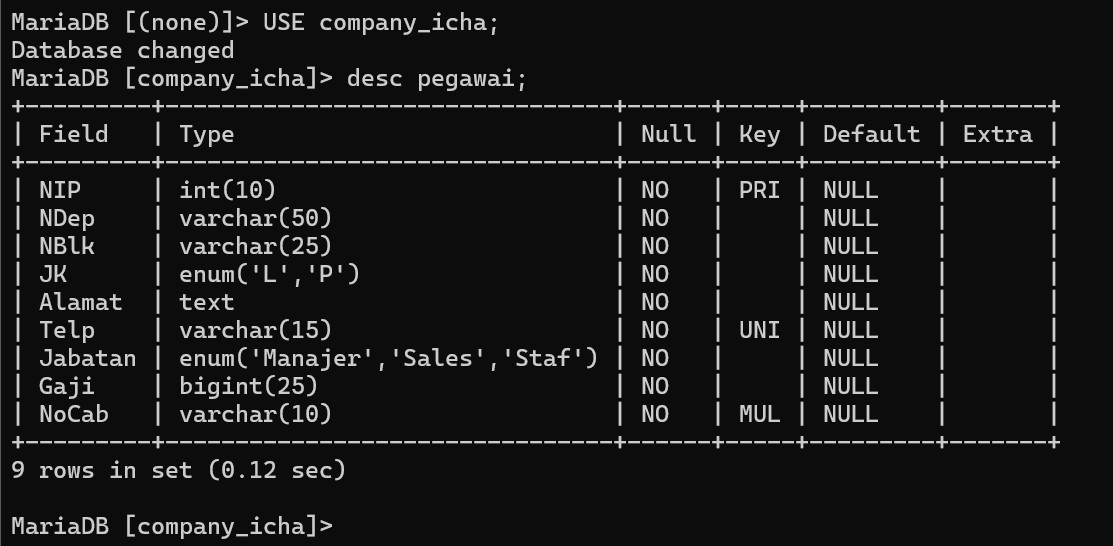 MariaDB [(none)]> USE company_icha;
Database changed
MariaDB [company_icha]> desc pegawai;
+---------+--------------------------------+------+-----+---------+-------+
| Field   | Type                           | Null | Key | Default | Extra |
+---------+--------------------------------+------+-----+---------+-------+
| NIP     | int(10)                        | NO   | PRI | NULL    |       |
| NDep    | varchar(50)                    | NO   |     | NULL    |       |
| NBlk    | varchar(25)                    | NO   |     | NULL    |       |
| JK      | enum('L','P')                  | NO   |     | NULL    |       |
| Alamat  | text                           | NO   |     | NULL    |       |
| Telp    | varchar(15)                    | NO   | UNI | NULL    |       |
| Jabatan | enum('Manajer','Sales','Staf') | NO   |     | NULL    |       |
| Gaji    | bigint(25)                     | NO   |     | NULL    |       |
| NoCab   | varchar(10)                    | NO   | MUL | NULL    |       |
+---------+--------------------------------+------+-----+---------+-------+
9 rows in set (0.12 sec)
MariaDB [company_icha]>